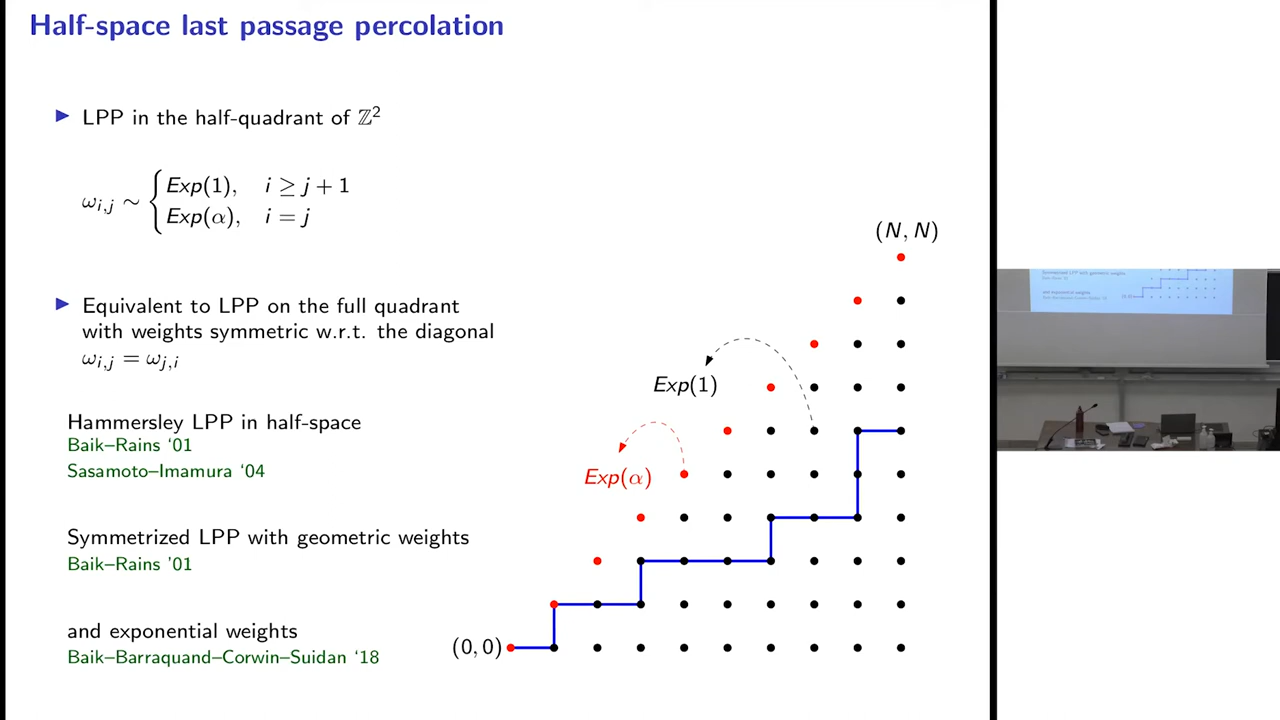 Half-space last passage percolation
▶ LPP in the half-quadrant of ℤ²
ω_{i,j} ∼ { Exp(1), i ≥ j + 1
Exp(α), i = j
▶ Equivalent to LPP on the full quadrant
with weights symmetric w.r.t. the diagonal
ω_{i,j} = ω_{j,i}
Hammersley LPP in half-space
Baik–Rains ‘01
Sasamoto–Imamura ‘04
Symmetrized LPP with geometric weights
Baik–Rains ’01
and exponential weights
Baik–Barraquand–Corwin–Suidan ‘18
(N, N)
Exp(1)
Exp(α)
(0, 0)